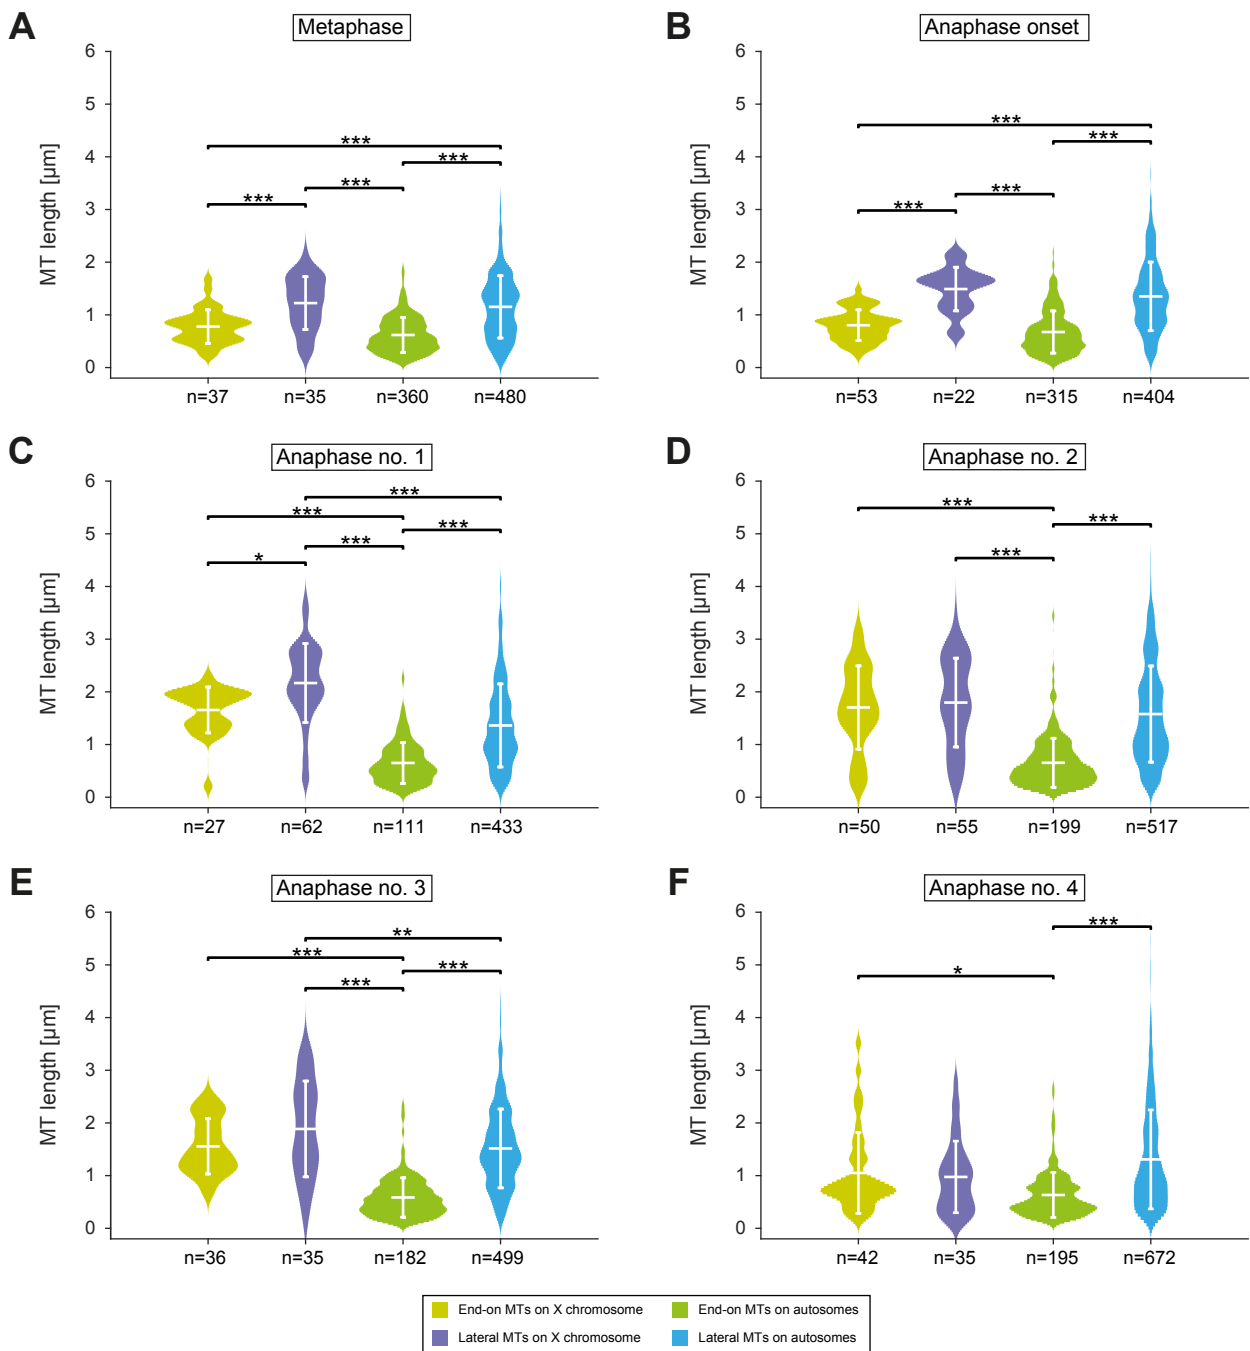 A
Metaphase
MT length [µm]
6
5
4
3
2
1
0
***
***
***
***
n=37 n=35 n=360 n=480
B
Anaphase onset
MT length [µm]
6
5
4
3
2
1
0
***
***
***
***
n=53 n=22 n=315 n=404
C
Anaphase no. 1
MT length [µm]
6
5
4
3
2
1
0
***
***
***
***
*
n=27 n=62 n=111 n=433
D
Anaphase no. 2
MT length [µm]
6
5
4
3
2
1
0
***
***
***
n=50 n=55 n=199 n=517
E
Anaphase no. 3
MT length [µm]
6
5
4
3
2
1
0
**
***
***
***
n=36 n=35 n=182 n=499
F
Anaphase no. 4
MT length [µm]
6
5
4
3
2
1
0
***
*
n=42 n=35 n=195 n=672
End-on MTs on X chromosome End-on MTs on autosomes
Lateral MTs on X chromosome Lateral MTs on autosomes